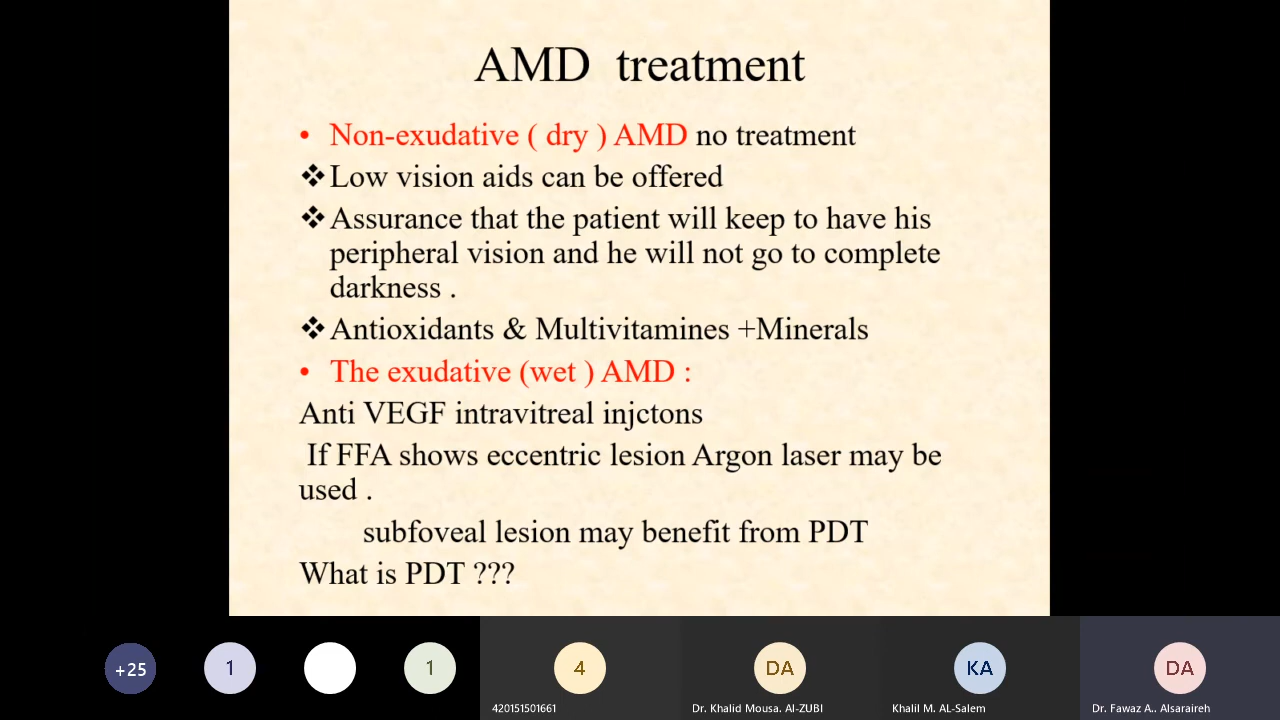 AMD treatment
• Non-exudative ( dry ) AMD no treatment
❖ Low vision aids can be offered
❖ Assurance that the patient will keep to have his
peripheral vision and he will not go to complete
darkness .
❖ Antioxidants & Multivitamines +Minerals
• The exudative (wet ) AMD :
Anti VEGF intravitreal injctons
If FFA shows eccentric lesion Argon laser may be
used .
subfoveal lesion may benefit from PDT
What is PDT ???
+25
1
1
4
DA
KA
DA
420151501661
Dr. Khalid Mousa. Al-ZUBI
Khalil M. AL-Salem
Dr. Fawaz A.. Alsaraireh